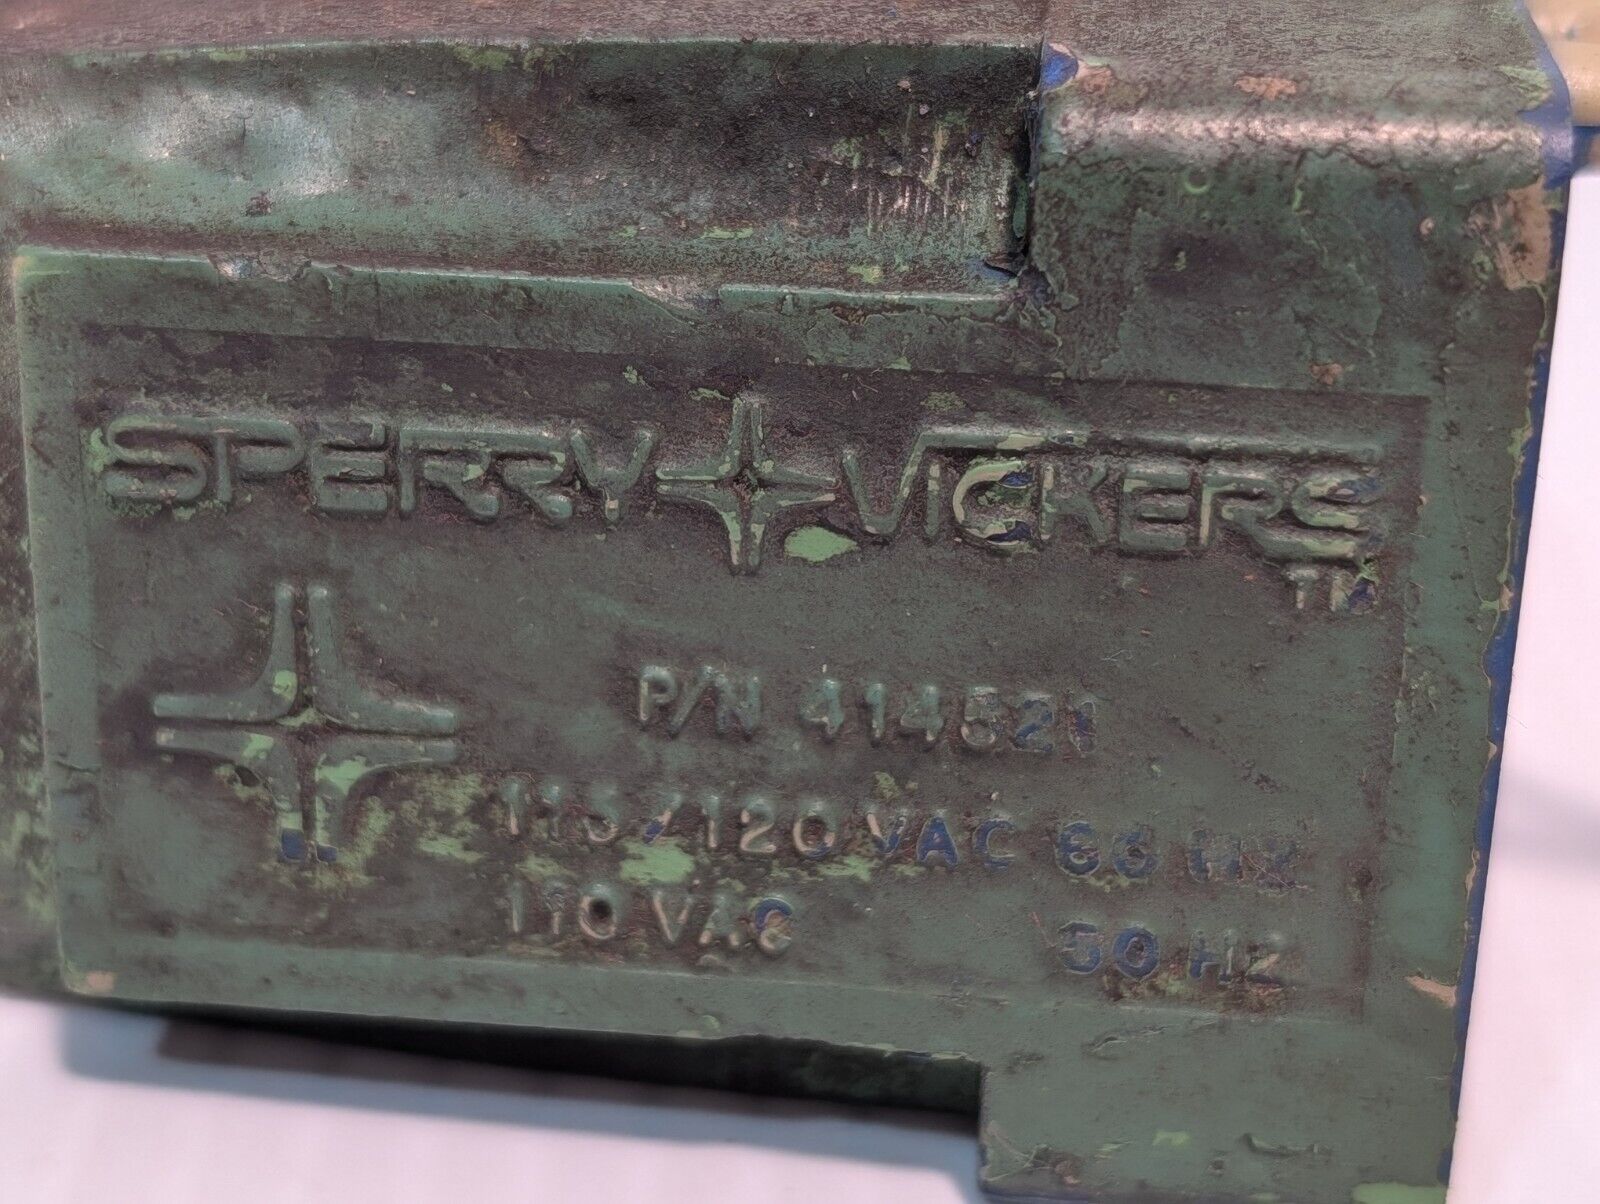 SPERRY VICKERS
TM
P/N 414521
115/120 VAC 60 HZ
110 VAC 50 HZ